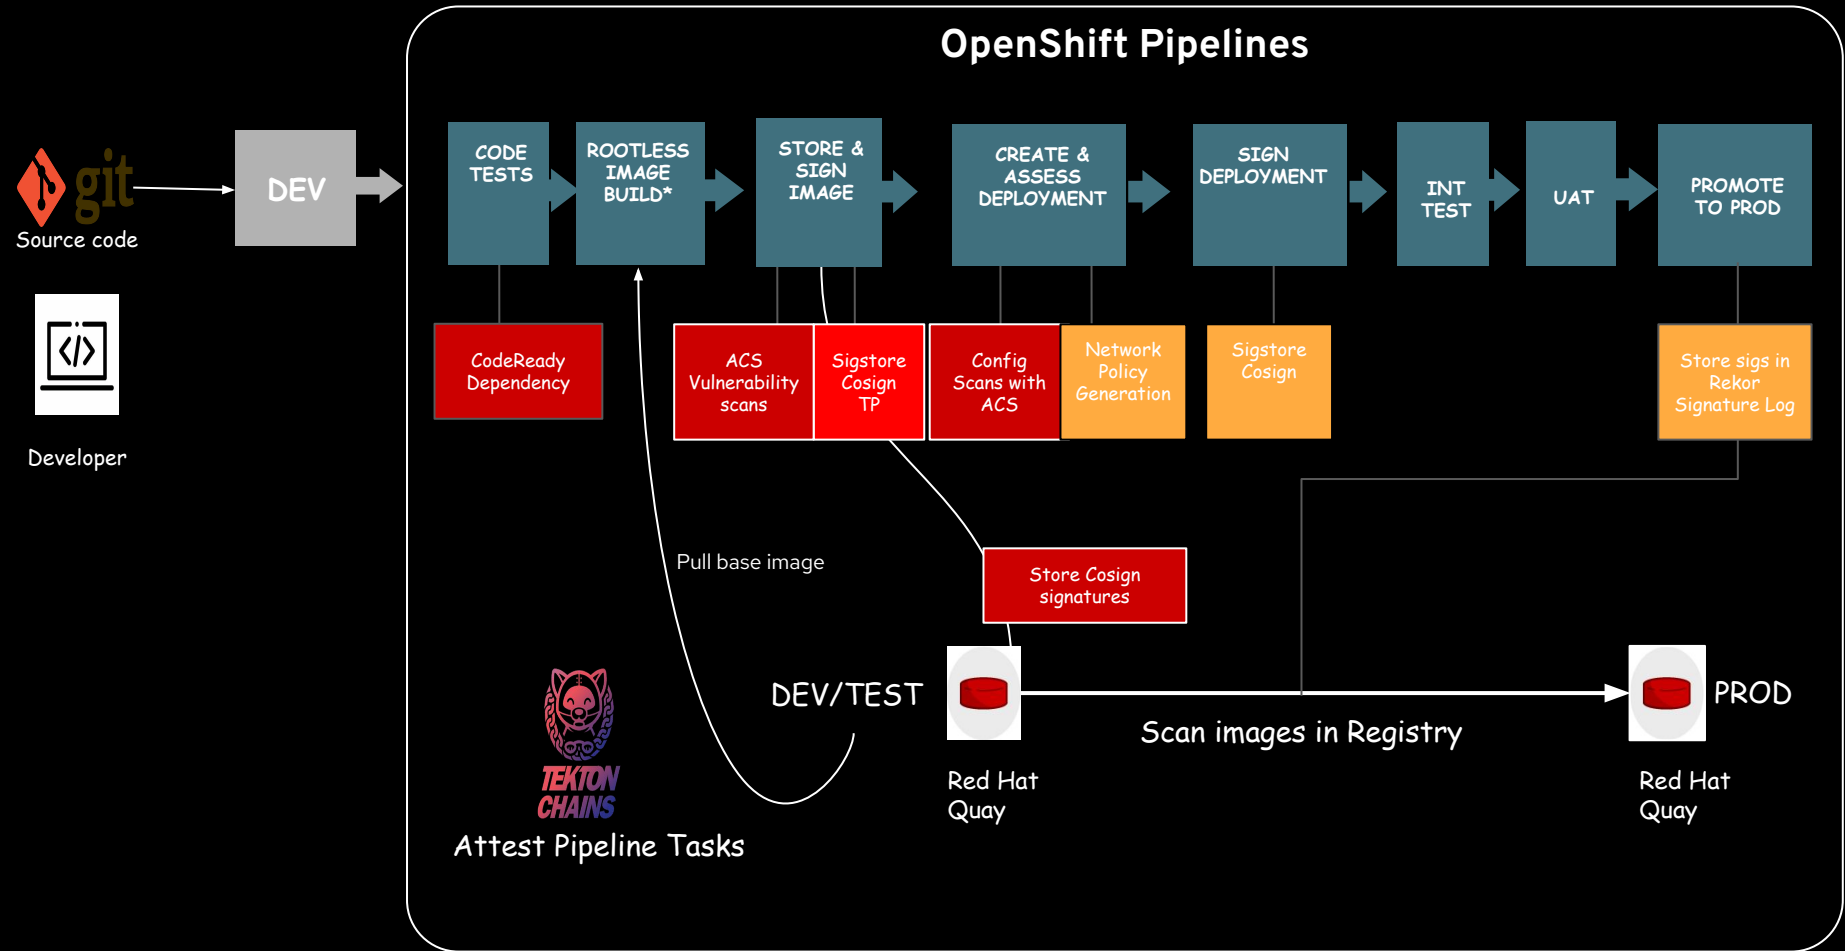 OpenShift Pipelines
git
Source code
Developer
DEV
CODE
TESTS
ROOTLESS
IMAGE
BUILD*
STORE &
SIGN
IMAGE
CREATE &
ASSESS
DEPLOYMENT
SIGN
DEPLOYMENT
INT
TEST
UAT
PROMOTE
TO PROD
CodeReady
Dependency
ACS
Vulnerability
scans
Sigstore
Cosign
TP
Config
Scans with
ACS
Network
Policy
Generation
Sigstore
Cosign
Store sigs in
Rekor
Signature Log
Pull base image
Store Cosign
signatures
DEV/TEST
PROD
Scan images in Registry
Red Hat
Quay
Red Hat
Quay
TEKTON
CHAINS
Attest Pipeline Tasks